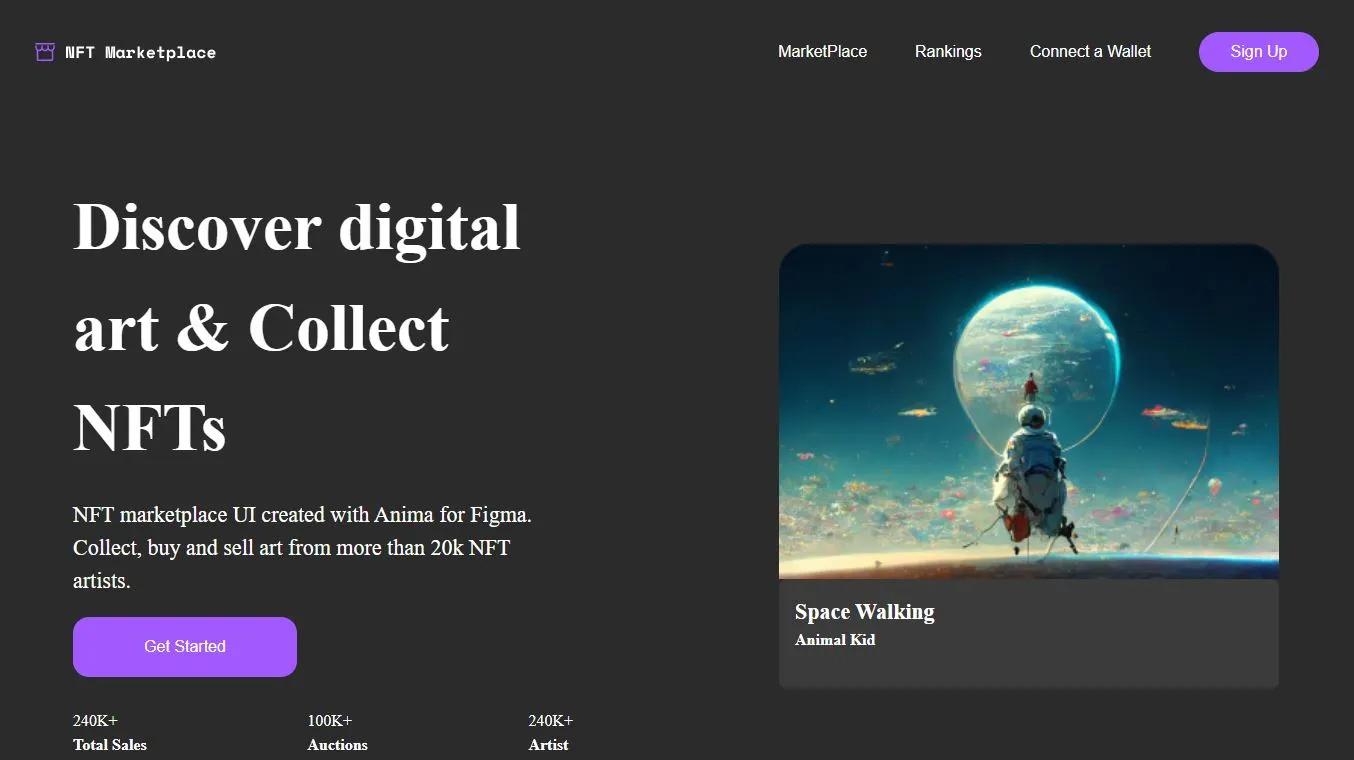 NFT Marketplace
MarketPlace
Rankings
Connect a Wallet
Sign Up
Discover digital
art & Collect
NFTs
NFT marketplace UI created with Anima for Figma.
Collect, buy and sell art from more than 20k NFT
artists.
Get Started
240K+
Total Sales
100K+
Auctions
240K+
Artist
Space Walking
Animal Kid